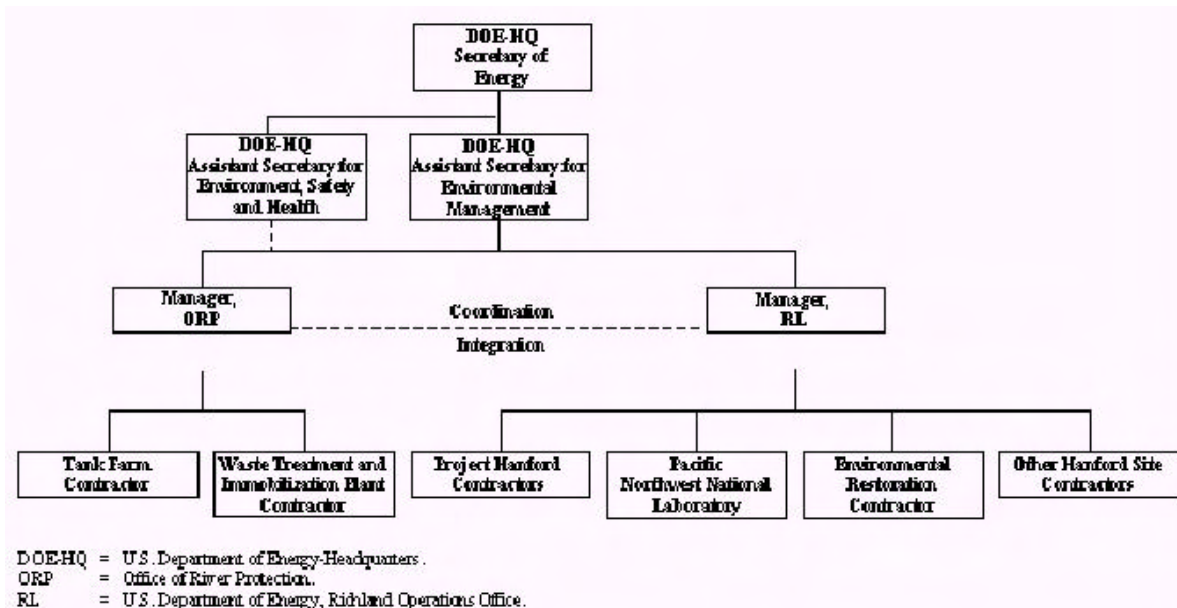 DOE-HQ
Secretary of
Energy
DOE-HQ
Assistant Secretary for
Environment, Safety
and Health
DOE-HQ
Assistant Secretary for
Environmental
Management
Manager,
ORP
Coordination
Integration
Manager,
RL
Tank Farm
Contractor
Waste Treatment and
Immobilization Plant
Contractor
Project Hanford
Contractors
Pacific
Northwest National
Laboratory
Environmental
Restoration
Contractor
Other Hanford Site
Contractors
DOE-HQ = U.S. Department of Energy-Headquarters.
ORP = Office of River Protection.
RL = U.S. Department of Energy, Richland Operations Office.